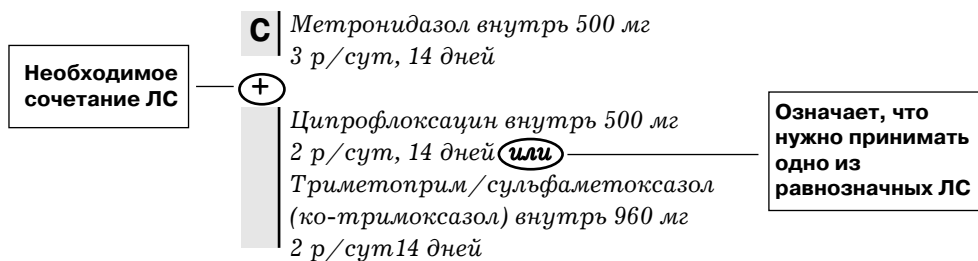 С
Метронидазол внутрь 500 мг
3 р/сут, 14 дней
Необходимое
сочетание ЛС
+
Ципрофлоксацин внутрь 500 мг
2 р/сут, 14 дней или
Триметоприм/сульфаметоксазол
(ко-тримоксазол) внутрь 960 мг
2 р/сут14 дней
Означает, что
нужно принимать
одно из
равнозначных ЛС